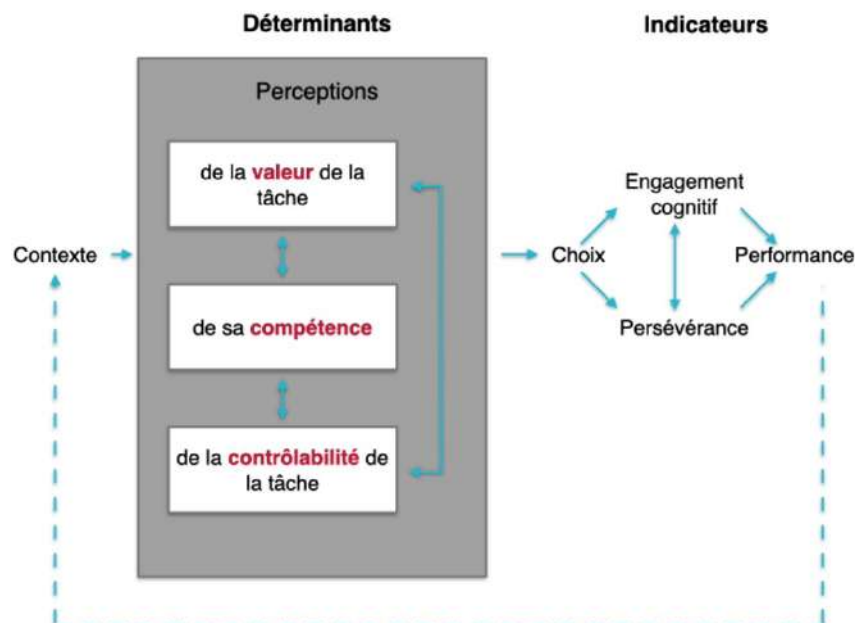 Déterminants
Indicateurs
Perceptions
de la valeur de la
tâche
de sa compétence
de la contrôlabilité de
la tâche
Contexte
Choix
Engagement
cognitif
Persévérance
Performance